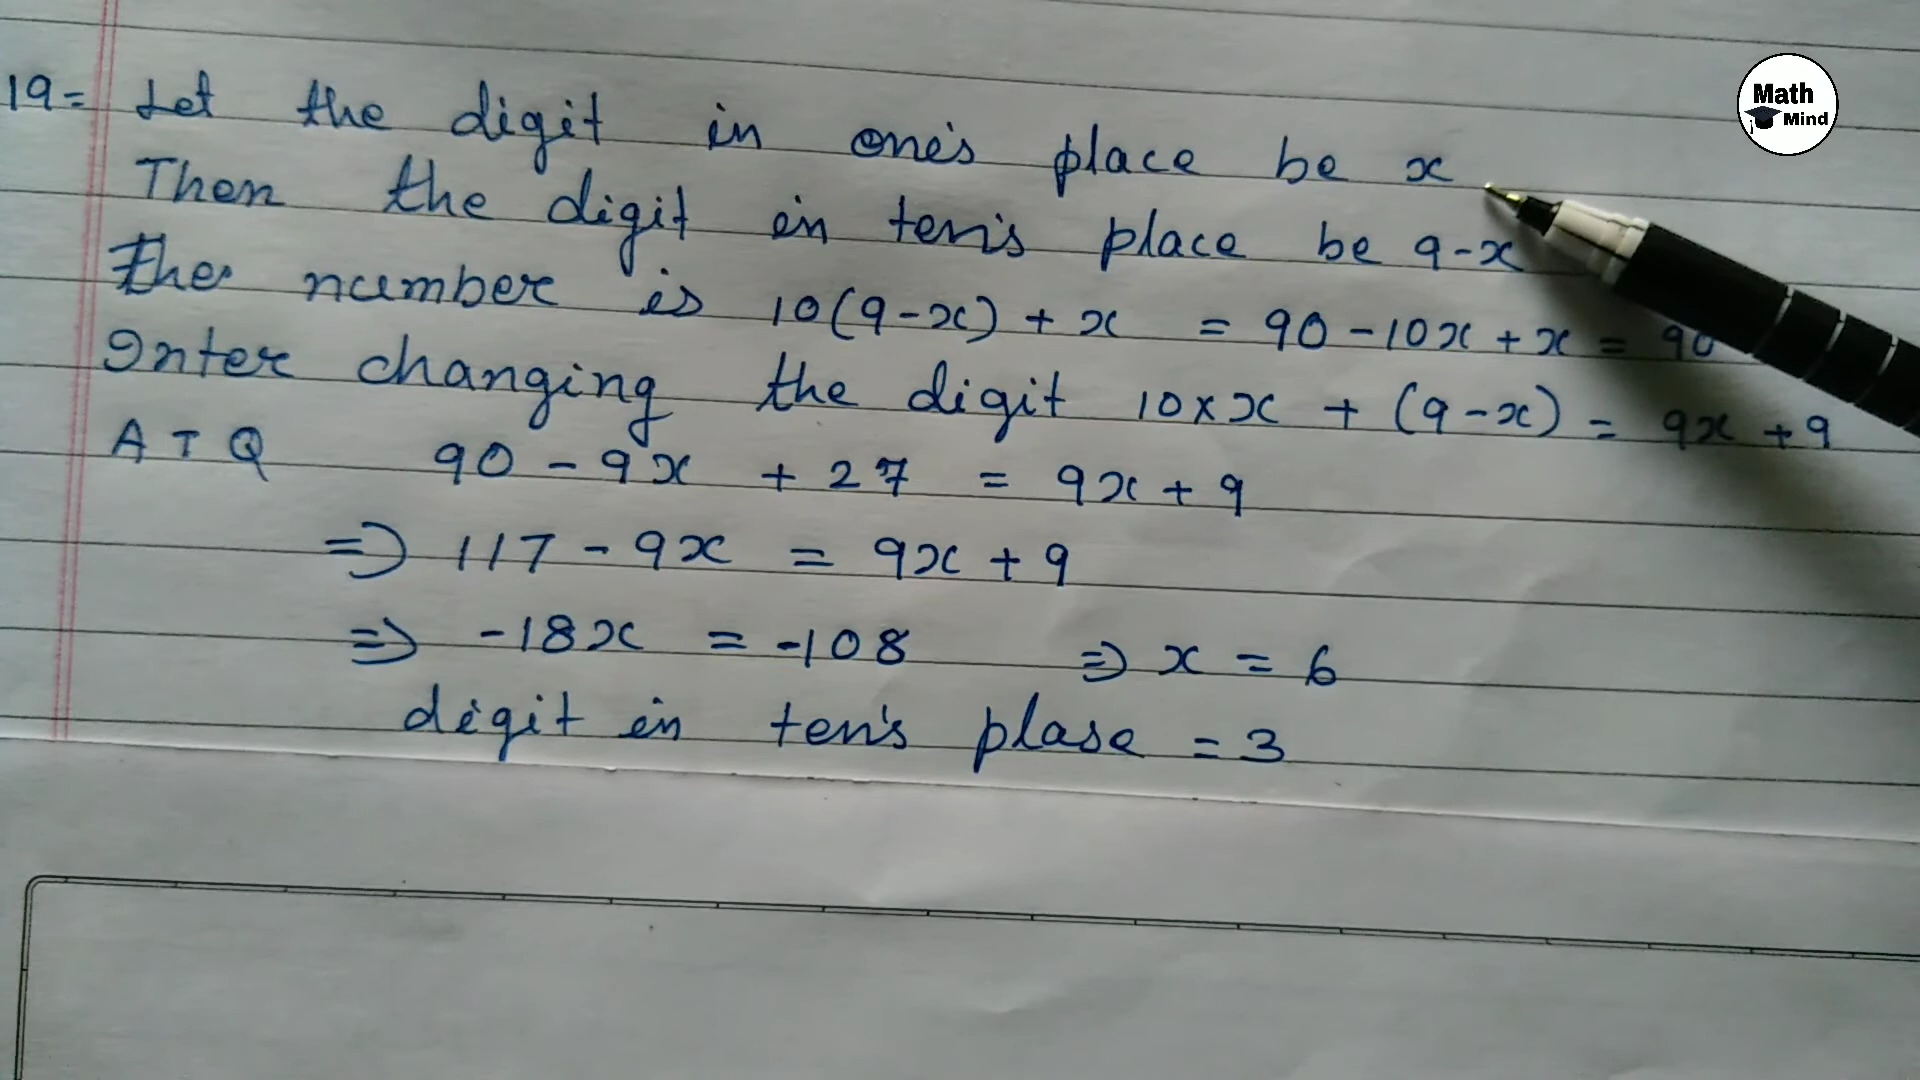 19= Let the digit in one's place be x
Then the digit in ten's place be 9-x
The number is 10(9-x) + x = 90 - 10x + x = 90
Inter changing the digit 10×x + (9-x) = 9x + 9
A T Q 90 - 9x + 27 = 9x + 9
⇒ 117 - 9x = 9x + 9
⇒ -18x = -108 ⇒ x = 6
digit in ten's plase = 3
Math
Mind